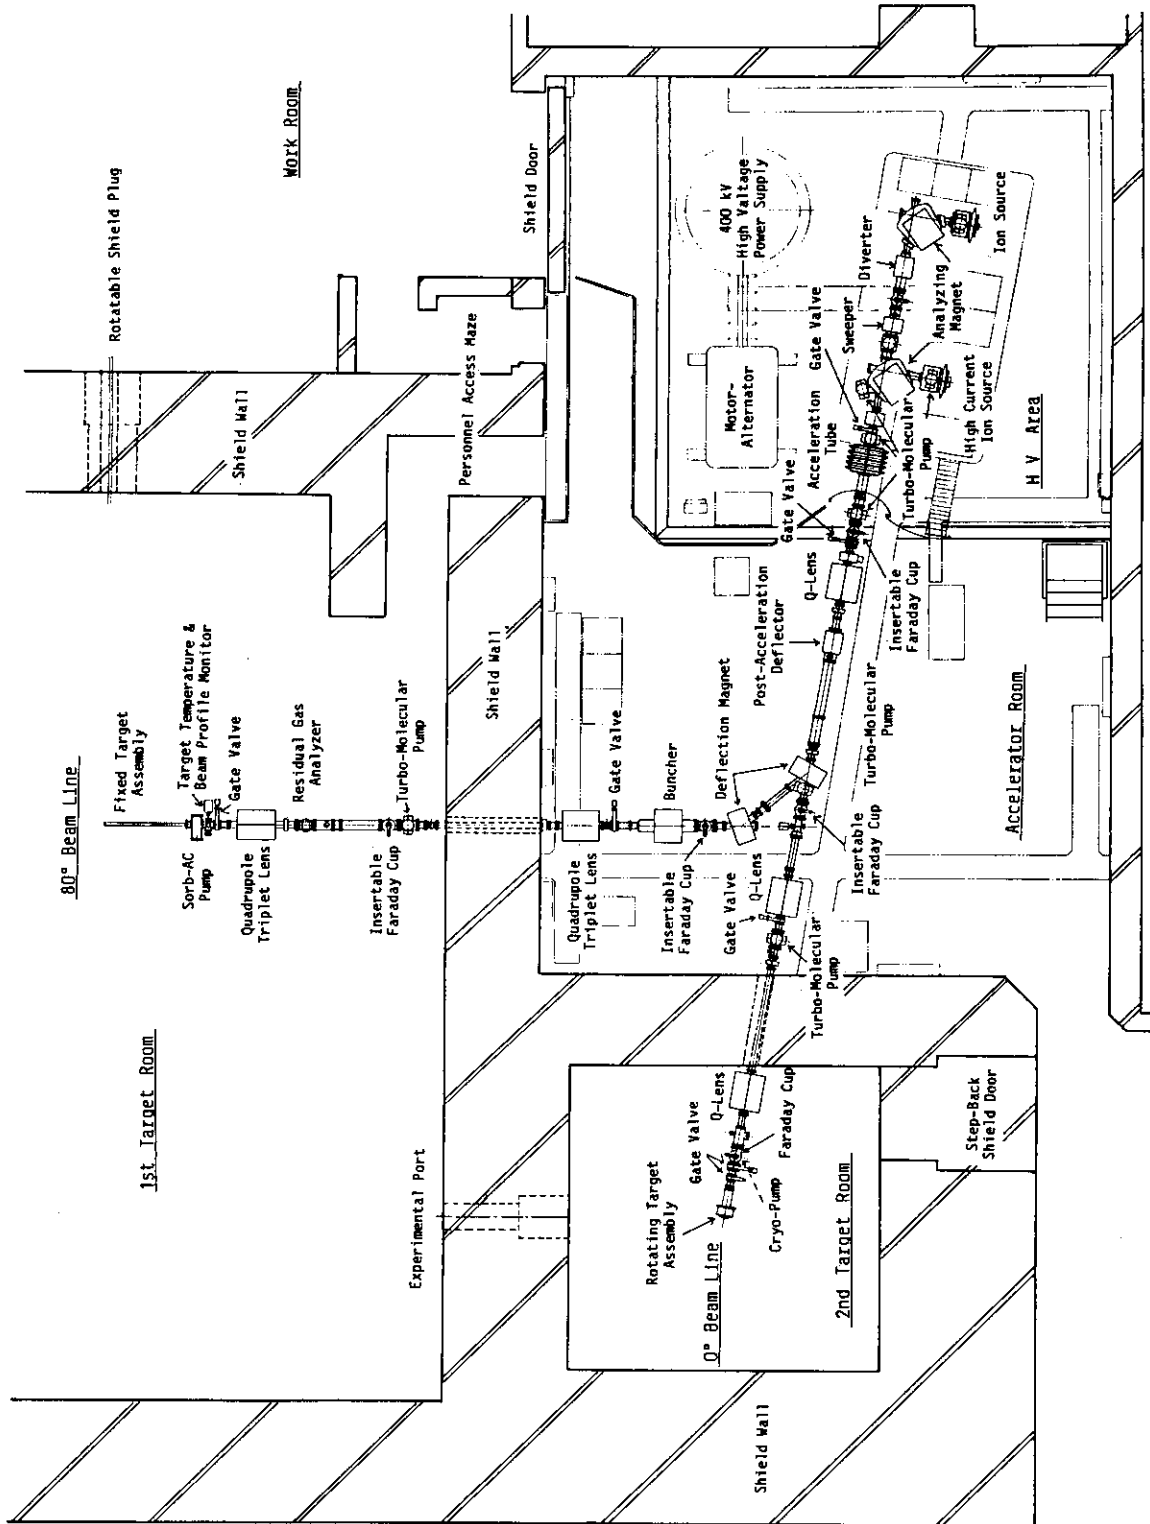 80° Beam Line
Fixed Target
Assembly
Target Temperature &
Beam Profile Monitor
Gate Valve
Sorb-AC
Pump
Quadrupole
Triplet Lens
Residual Gas
Analyzer
Insertable
Faraday Cup
Turbo-Molecular
Pump
1st Target Room
Experimental Port
Rotatable Shield Plug
Work Room
Shield Wall
Personnel Access Maze
Shield Door
Shield Wall
Quadrupole
Triplet Lens
Gate Valve
Buncher
Insertable
Faraday Cup
Deflection Magnet
Gate Valve
Q-Lens
Insertable
Faraday Cup
Turbo-Molecular
Pump
Turbo-Molecular
Pump
Post-Acceleration
Deflector
Q-Lens
Insertable
Faraday Cup
Gate Valve
Acceleration
Tube
Gate Valve
Sweeper
Diverter
Turbo-Molecular
Pump
High Current
Ion Source
Analyzing
Magnet
Ion Source
Motor-
Alternator
400 kV
High Valtage
Power Supply
H V Area
Accelerator Room
Q-Lens
Gate Valve
Faraday Cup
Rotating Target
Assembly
Cryo-Pump
0° Beam Line
2nd Target Room
Step-Back
Shield Door
Shield Wall